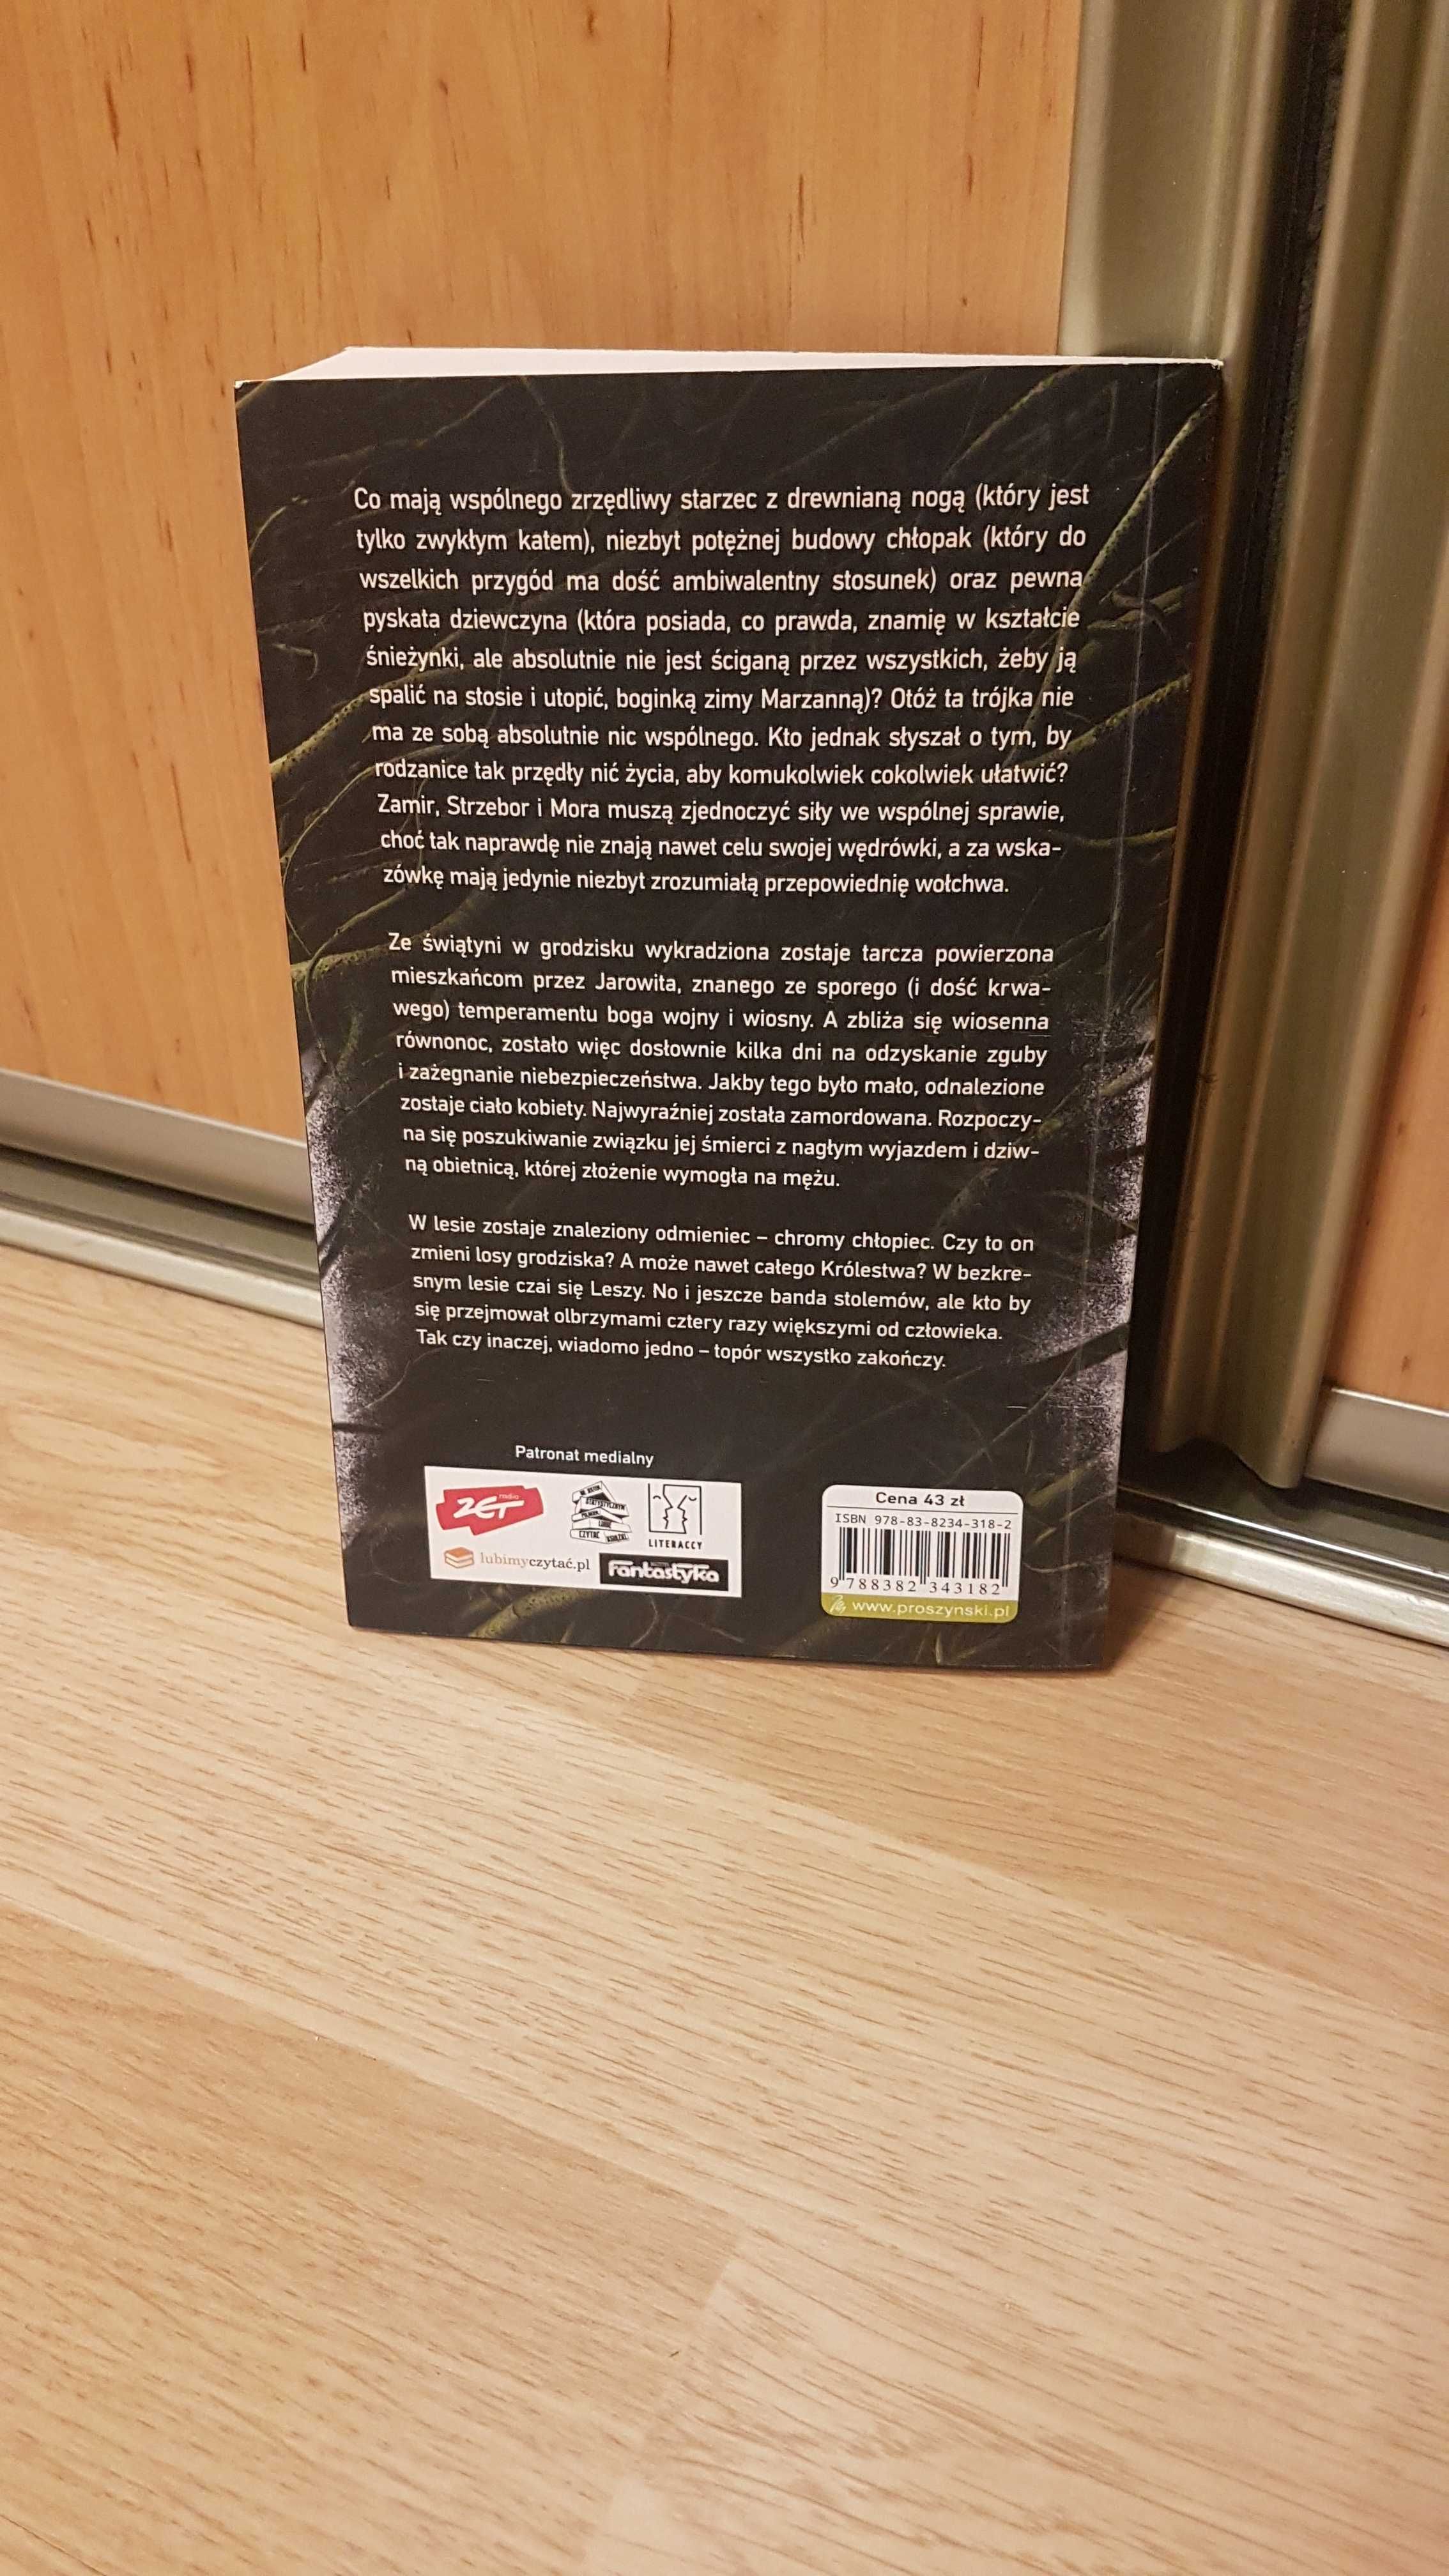 Co mają wspólnego zrzędliwy starzec z drewnianą nogą (który jest
tylko zwykłym katem), niezbyt potężnej budowy chłopak (który do
wszelkich przygód ma dość ambiwalentny stosunek) oraz pewna
pyskata dziewczyna (która posiada, co prawda, znamię w kształcie
śnieżynki, ale absolutnie nie jest ściganą przez wszystkich, żeby ją
spalić na stosie i utopić, boginką zimy Marzanną)? Otóż ta trójka nie
ma ze sobą absolutnie nic wspólnego. Kto jednak słyszał o tym, by
rodzanice tak przędły nić życia, aby komukolwiek cokolwiek ułatwić?
Zamir, Strzebor i Mora muszą zjednoczyć siły we wspólnej sprawie,
choć tak naprawdę nie znają nawet celu swojej wędrówki, a za wska-
zówkę mają jedynie niezbyt zrozumiałą przepowiednię wołchwa.
Ze świątyni w grodzisku wykradziona zostaje tarcza powierzona
mieszkańcom przez Jarowita, znanego ze sporego (i dość krwa-
wego) temperamentu boga wojny i wiosny. A zbliża się wiosenna
równonoc, zostało więc dosłownie kilka dni na odzyskanie zguby
i zażegnanie niebezpieczeństwa. Jakby tego było mało, odnalezione
zostaje ciało kobiety. Najwyraźniej została zamordowana. Rozpoczy-
na się poszukiwanie związku jej śmierci z nagłym wyjazdem i dziw-
ną obietnicą, której złożenie wymogła na mężu.
W lesie zostaje znaleziony odmieniec – chromy chłopiec. Czy to on
zmieni losy grodziska? A może nawet całego Królestwa? W bezkre-
snym lesie czai się Leszy. No i jeszcze banda stolemów, ale kto by
się przejmował olbrzymami cztery razy większymi od człowieka.
Tak czy inaczej, wiadomo jedno – topór wszystko zakończy.
Patronat medialny
radio
ZET
CZYTAĆ
LITERACCY
lubimyczytać.pl
fantastyka
Cena 43 zł
ISBN 978-83-8234-318-2
9 788382 343182
www.proszynski.pl